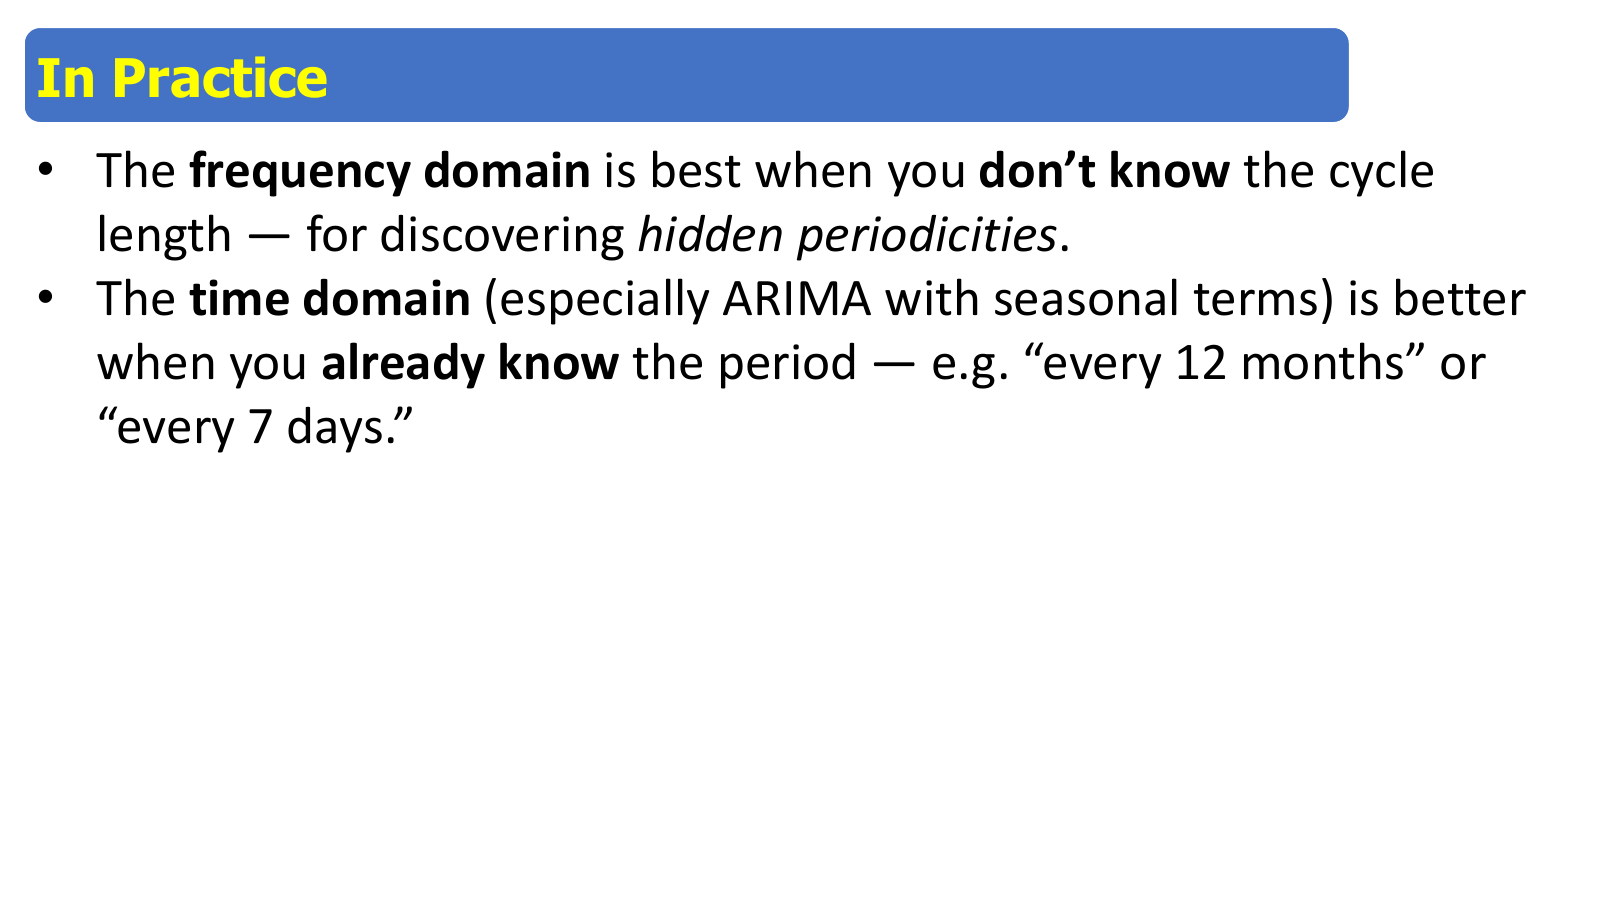 In Practice
• The frequency domain is best when you don’t know the cycle
length — for discovering hidden periodicities.
• The time domain (especially ARIMA with seasonal terms) is better
when you already know the period — e.g. “every 12 months” or
“every 7 days.”